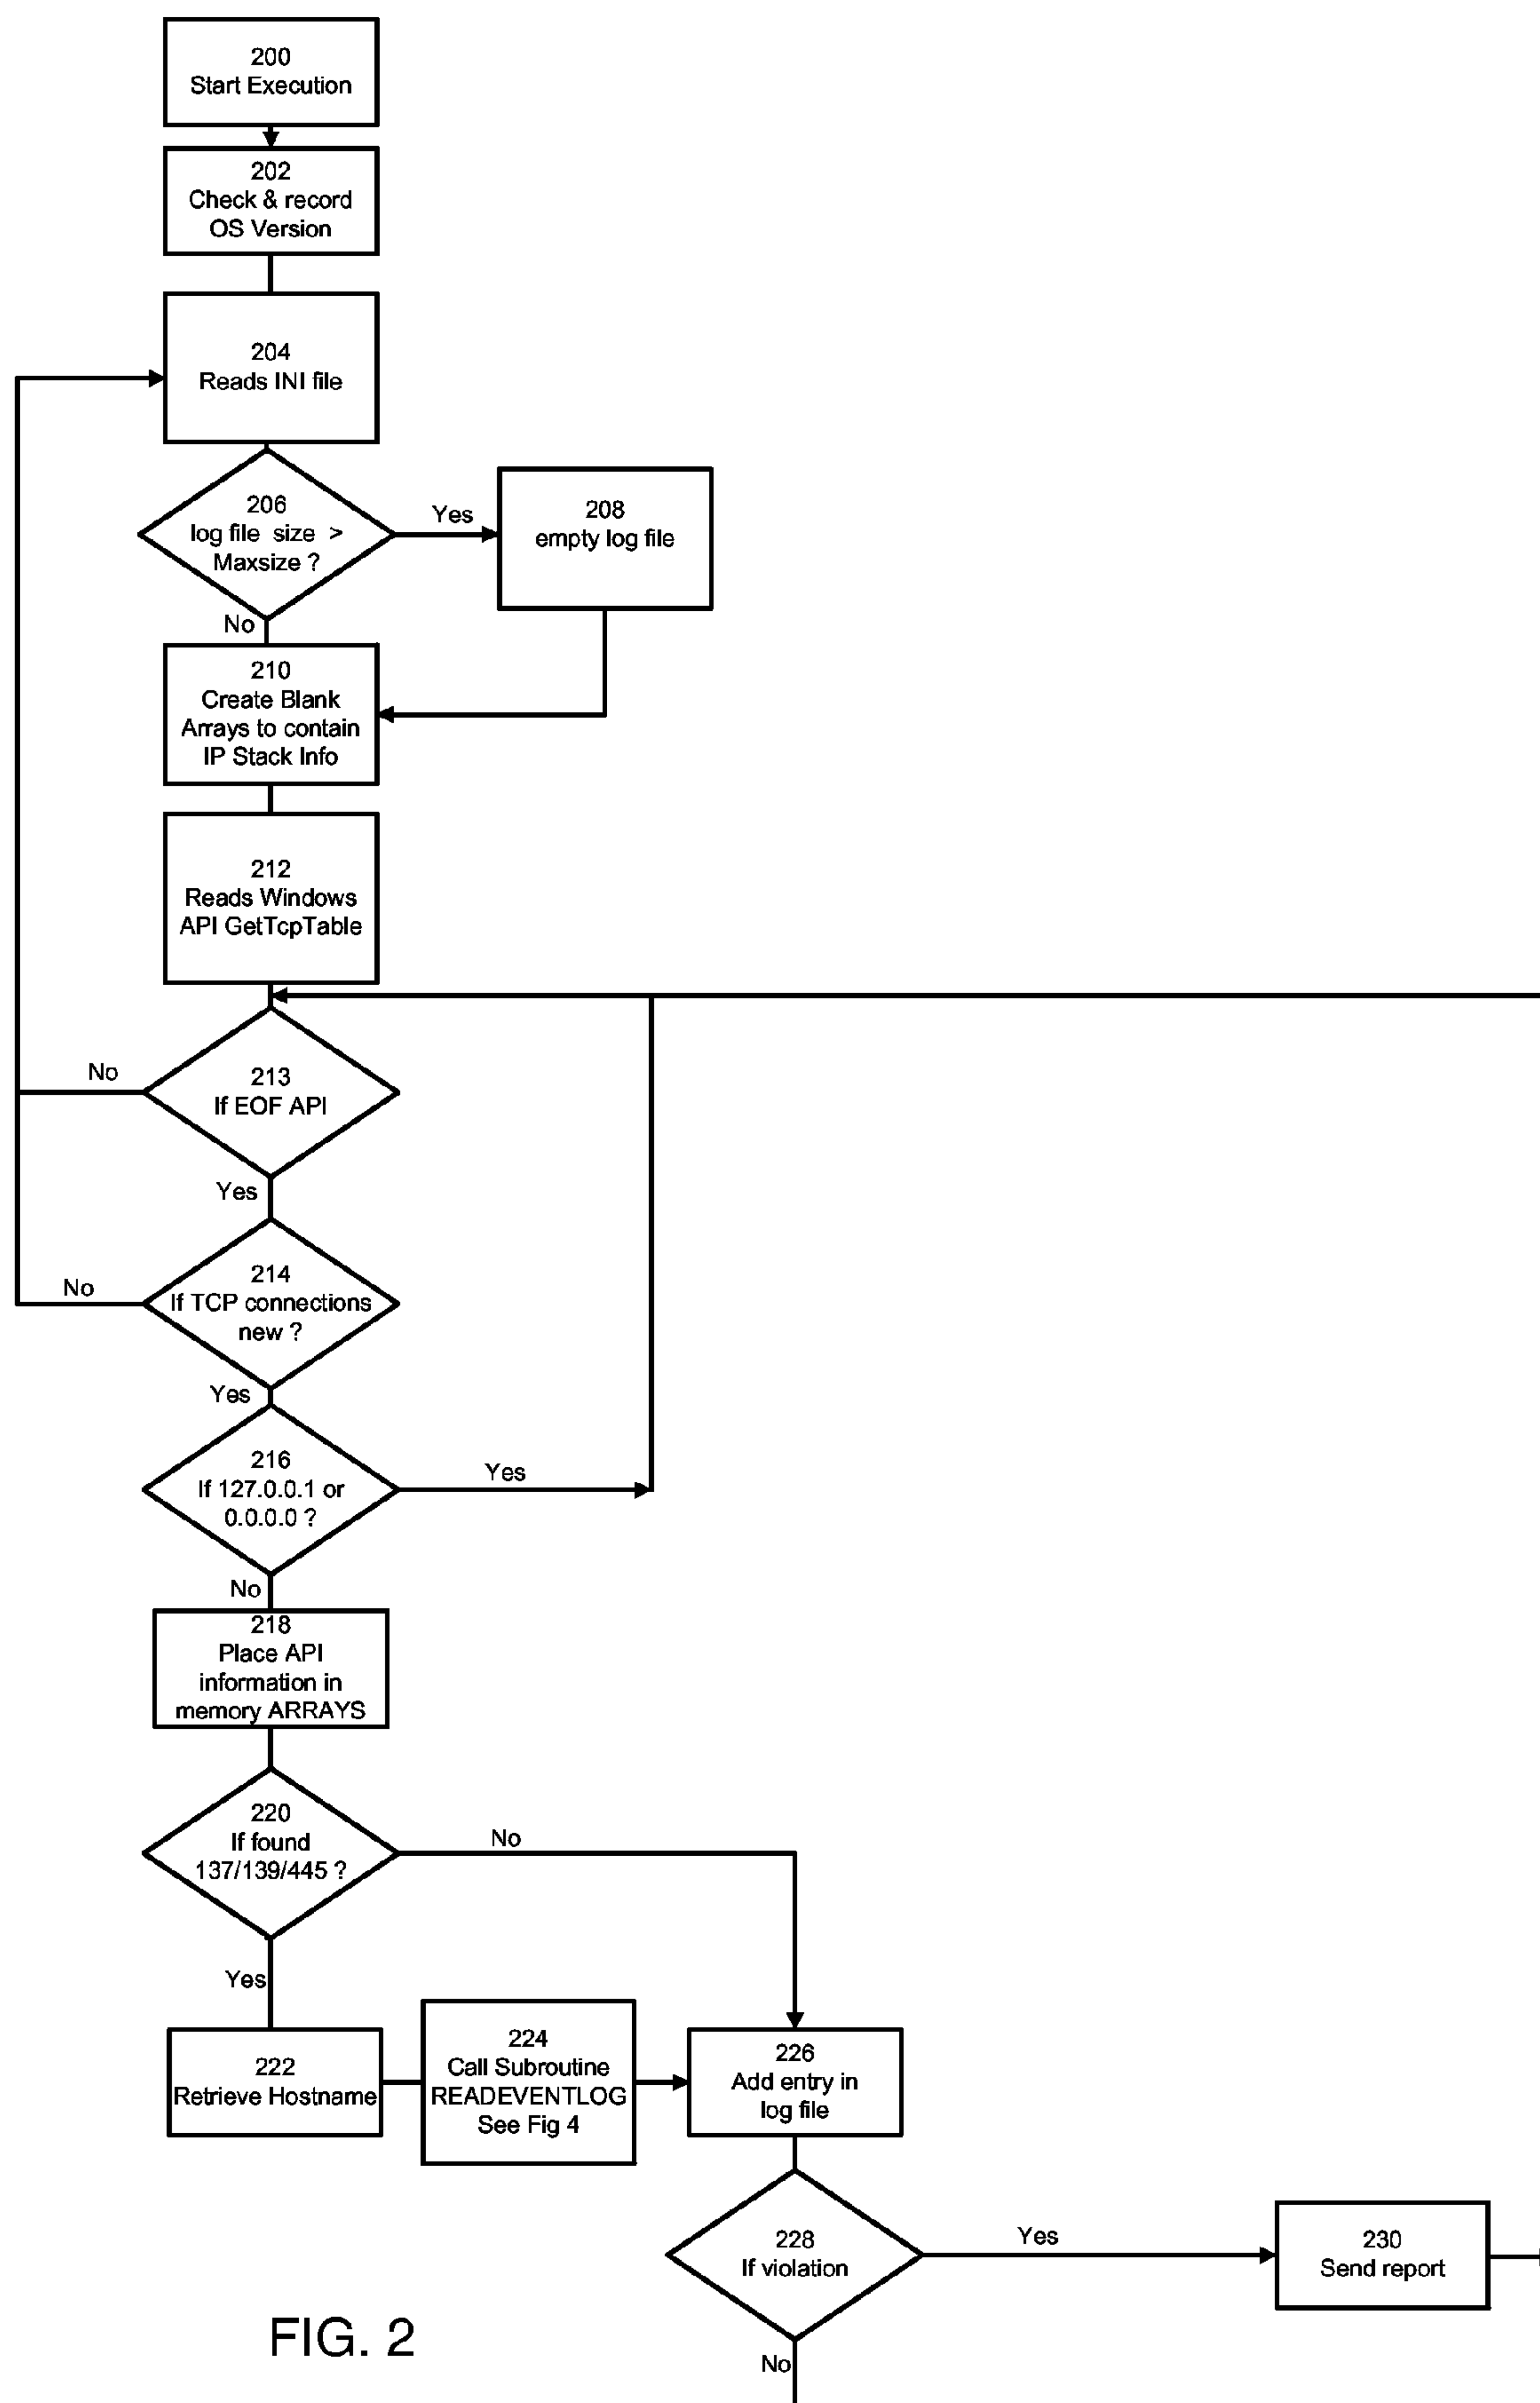 200
Start Execution
202
Check & record
OS Version
204
Reads INI file
206
log file size >
Maxsize ?
Yes
208
empty log file
No
210
Create Blank
Arrays to contain
IP Stack Info
212
Reads Windows
API GetTcpTable
No
213
If EOF API
Yes
No
214
If TCP connections
new ?
Yes
216
If 127.0.0.1 or
0.0.0.0 ?
Yes
No
218
Place API
information in
memory ARRAYS
220
If found
137/139/445 ?
No
Yes
222
Retrieve Hostname
224
Call Subroutine
READEVENTLOG
See Fig 4
226
Add entry in
log file
228
If violation
Yes
230
Send report
No
FIG. 2